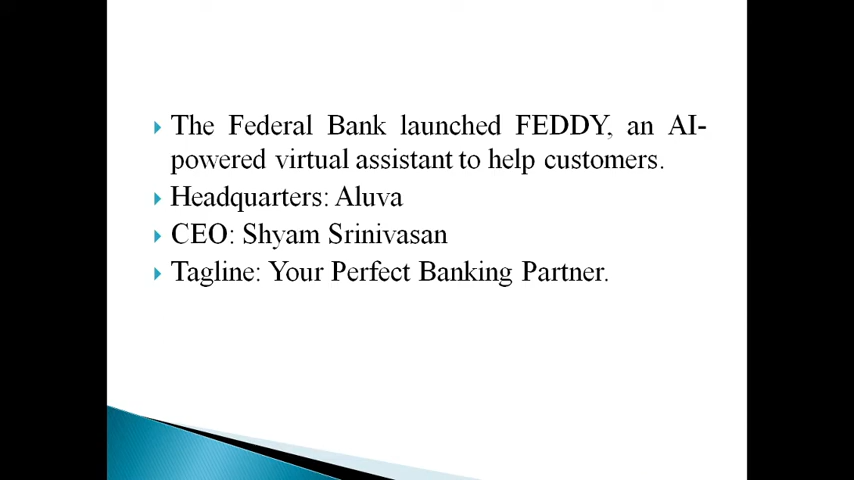 The Federal Bank launched FEDDY, an AI-
powered virtual assistant to help customers.
Headquarters: Aluva
CEO: Shyam Srinivasan
Tagline: Your Perfect Banking Partner.